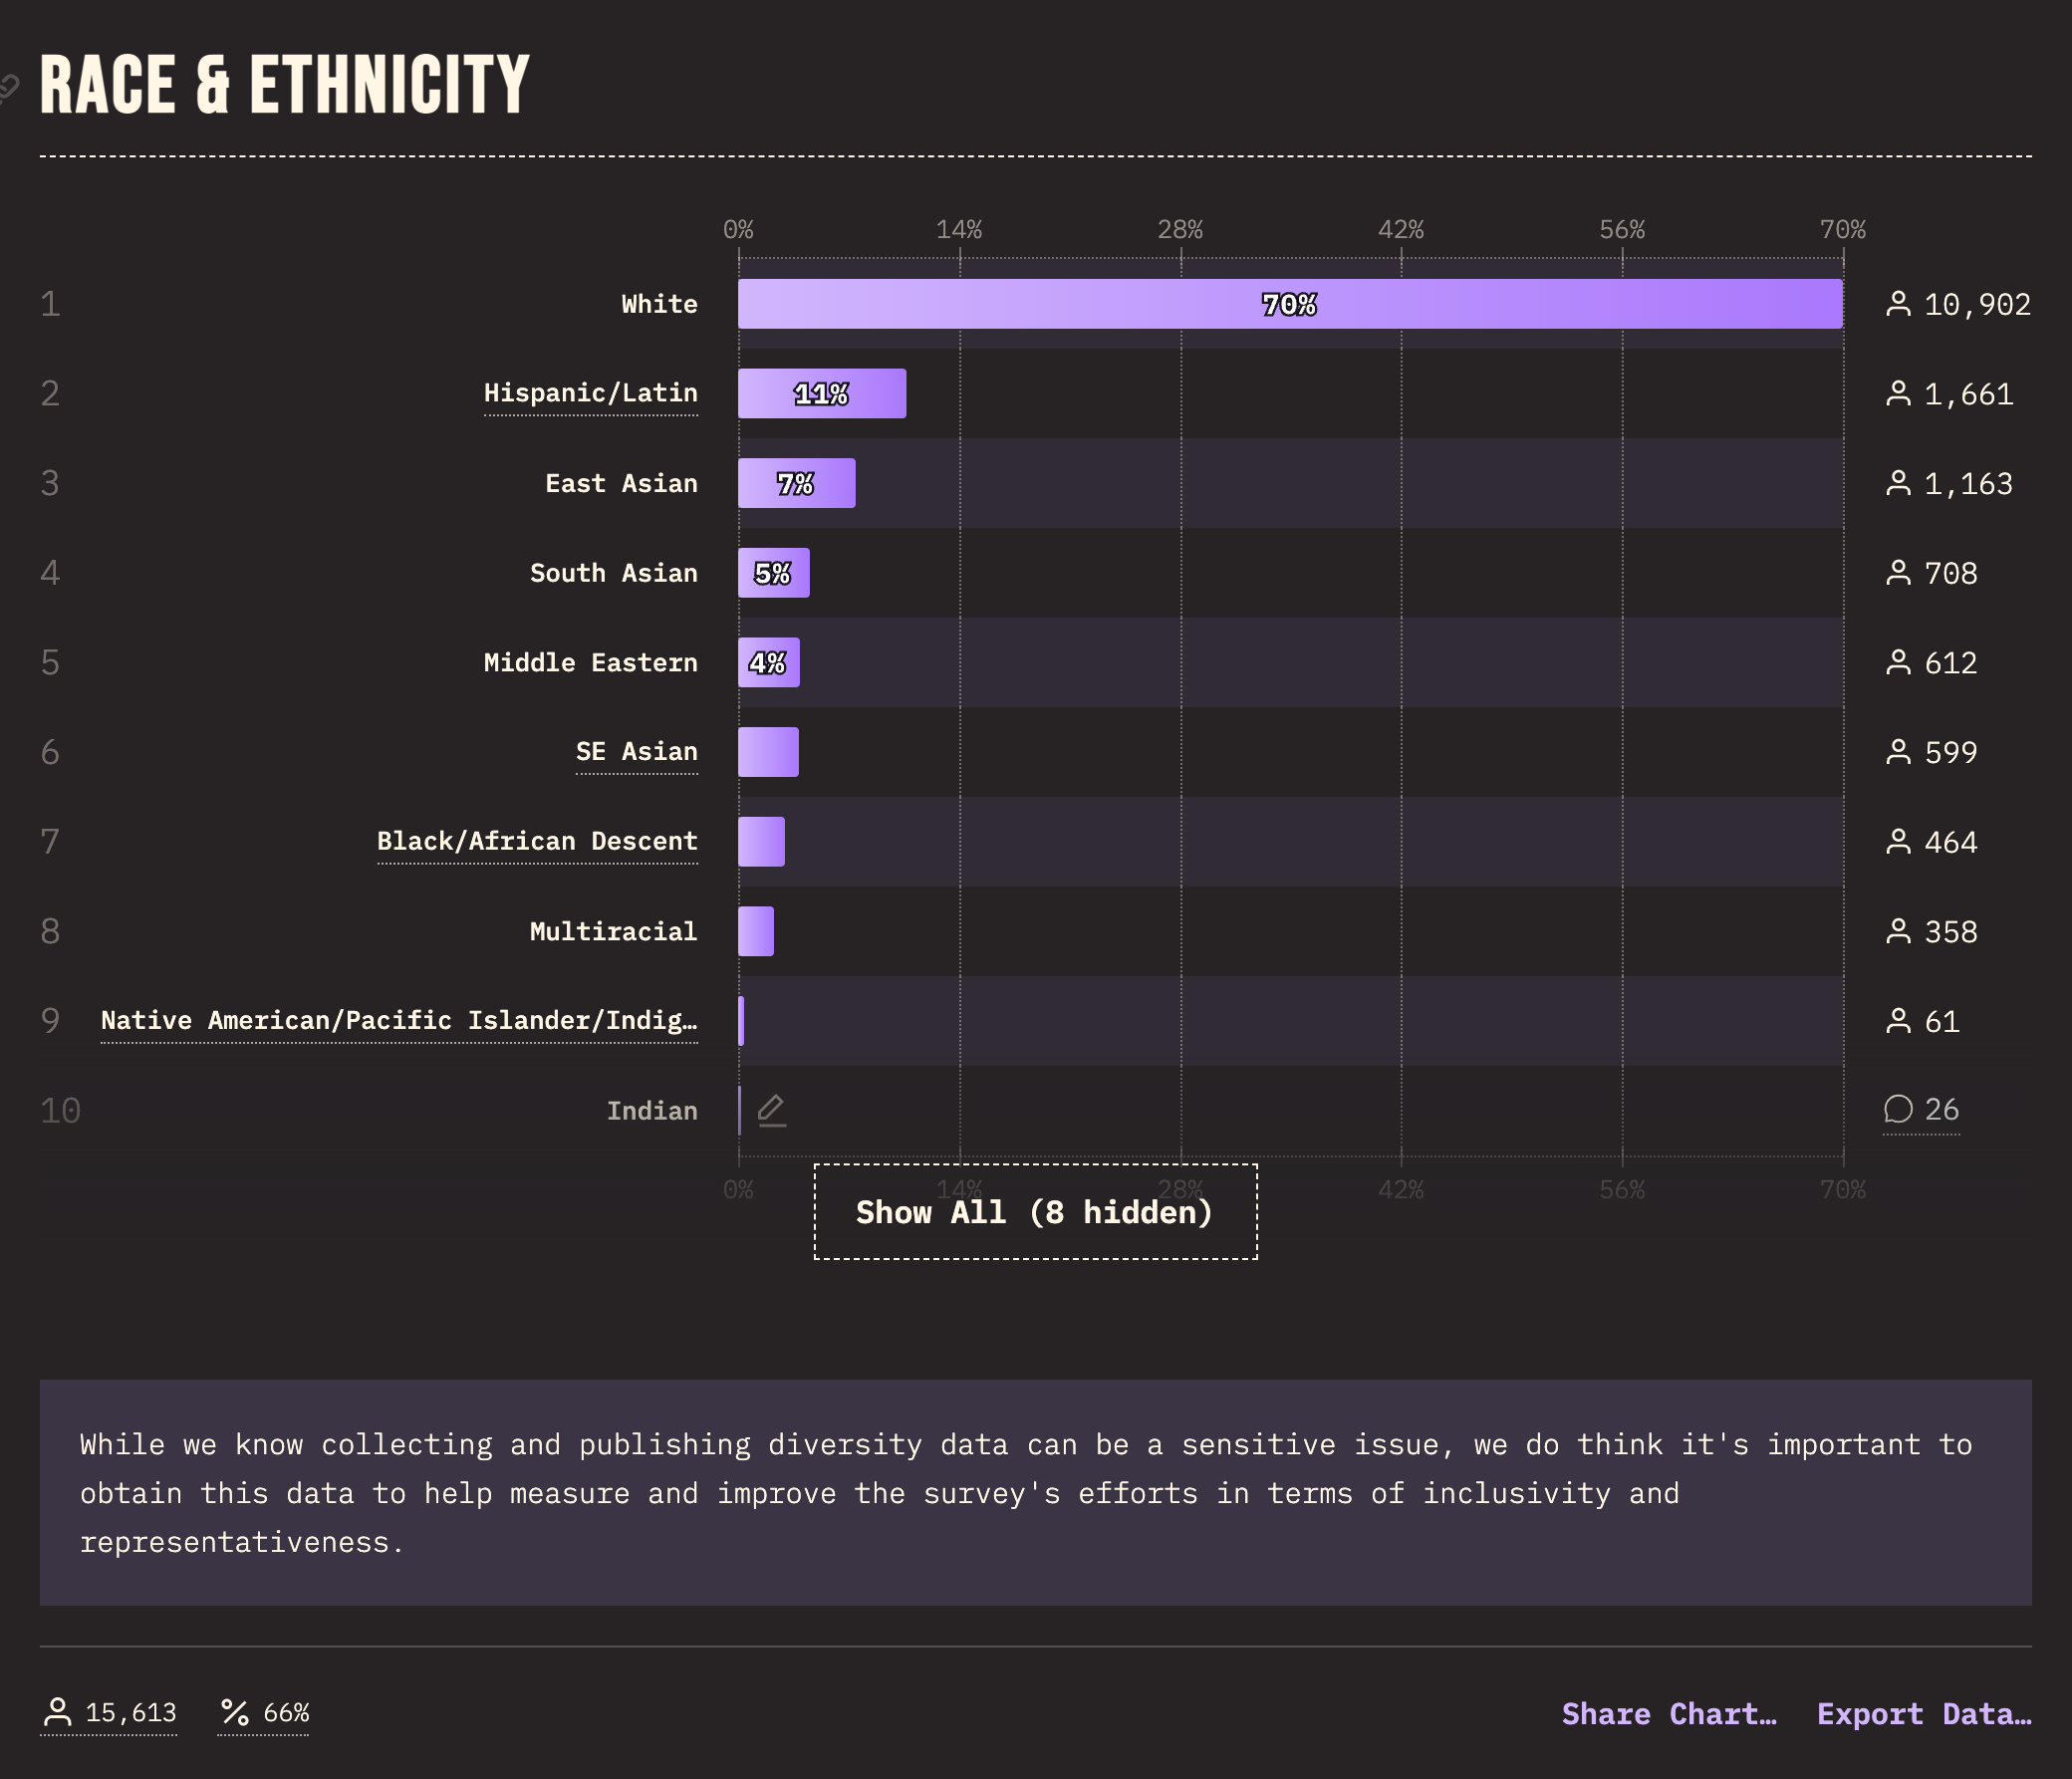 RACE & ETHNICITY
0% 14% 28% 42% 56% 70%
1 White 70% 10,902
2 Hispanic/Latin 11% 1,661
3 East Asian 7% 1,163
4 South Asian 5% 708
5 Middle Eastern 4% 612
6 SE Asian 599
7 Black/African Descent 464
8 Multiracial 358
9 Native American/Pacific Islander/Indig… 61
10 Indian 26
0% 14% 28% 42% 56% 70%
Show All (8 hidden)
While we know collecting and publishing diversity data can be a sensitive issue, we do think it's important to
obtain this data to help measure and improve the survey's efforts in terms of inclusivity and
representativeness.
15,613 % 66% Share Chart… Export Data…